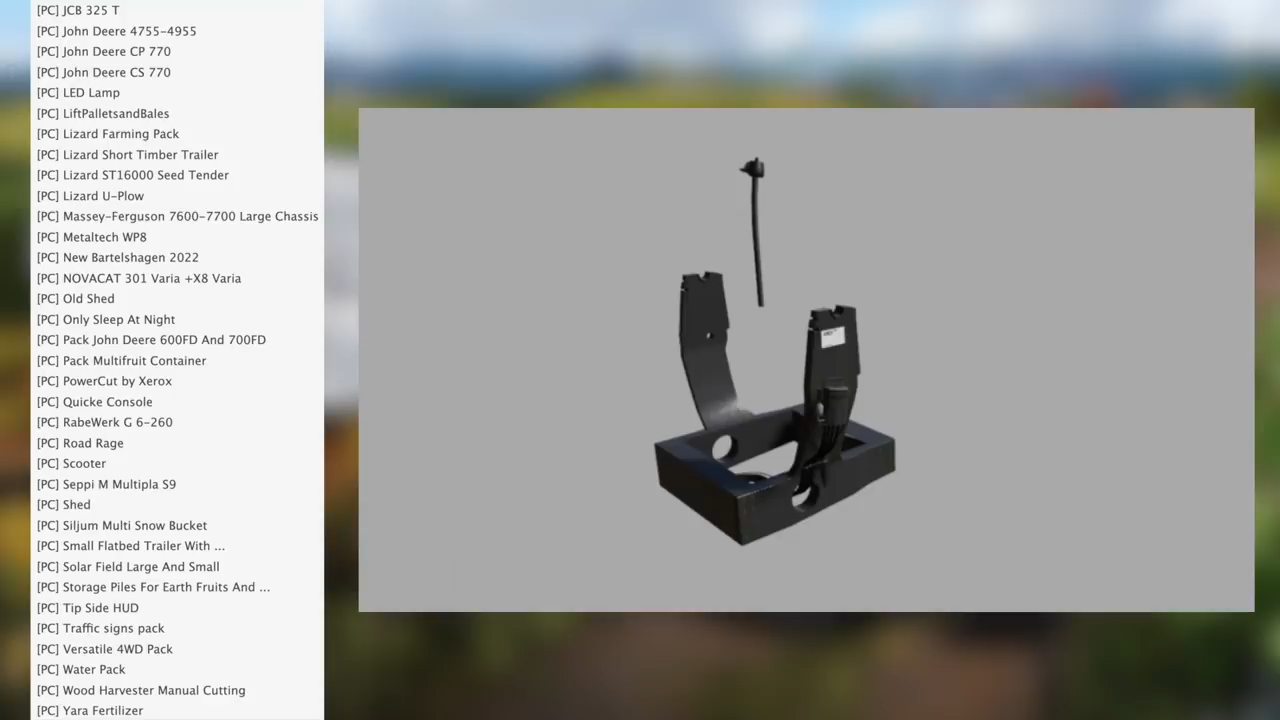 [PC] JCB 325 T
[PC] John Deere 4755-4955
[PC] John Deere CP 770
[PC] John Deere CS 770
[PC] LED Lamp
[PC] LiftPalletsandBales
[PC] Lizard Farming Pack
[PC] Lizard Short Timber Trailer
[PC] Lizard ST16000 Seed Tender
[PC] Lizard U-Plow
[PC] Massey-Ferguson 7600-7700 Large Chassis
[PC] Metaltech WP8
[PC] New Bartelshagen 2022
[PC] NOVACAT 301 Varia +X8 Varia
[PC] Old Shed
[PC] Only Sleep At Night
[PC] Pack John Deere 600FD And 700FD
[PC] Pack Multifruit Container
[PC] PowerCut by Xerox
[PC] Quicke Console
[PC] RabeWerk G 6-260
[PC] Road Rage
[PC] Scooter
[PC] Seppi M Multipla S9
[PC] Shed
[PC] Siljum Multi Snow Bucket
[PC] Small Flatbed Trailer With ...
[PC] Solar Field Large And Small
[PC] Storage Piles For Earth Fruits And ...
[PC] Tip Side HUD
[PC] Traffic signs pack
[PC] Versatile 4WD Pack
[PC] Water Pack
[PC] Wood Harvester Manual Cutting
[PC] Yara Fertilizer